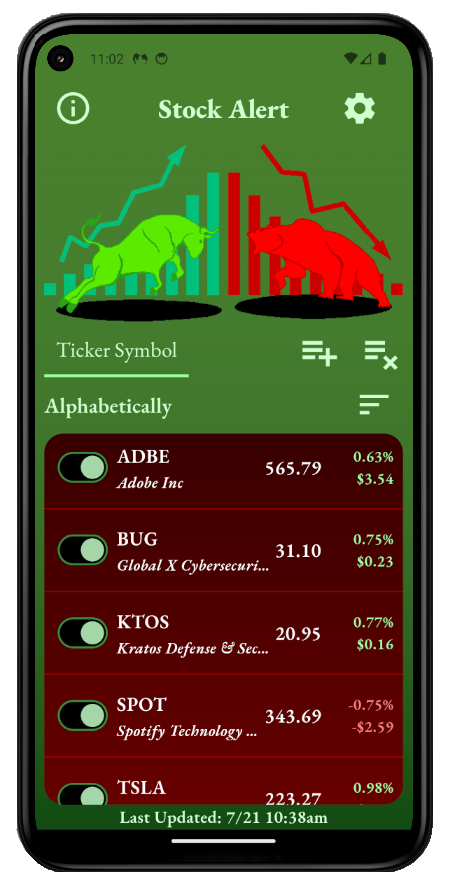 11:02
Stock Alert
Ticker Symbol
Alphabetically
ADBE 565.79 0.63%
Adobe Inc $3.54
BUG 31.10 0.75%
Global X Cybersecuri... $0.23
KTOS 20.95 0.77%
Kratos Defense & Sec... $0.16
SPOT 343.69 -0.75%
Spotify Technology ... -$2.59
TSLA 223.27 0.98%
Last Updated: 7/21 10:38am